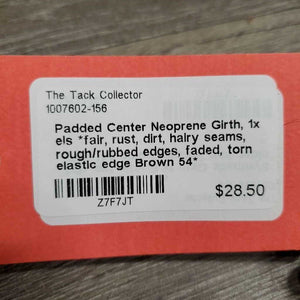 The Tack Collector
1007602-156
Padded Center Neoprene Girth, 1x
els *fair, rust, dirt, hairy seams,
rough/rubbed edges, faded, torn
elastic edge Brown 54*
Z7F7JT
$28.50